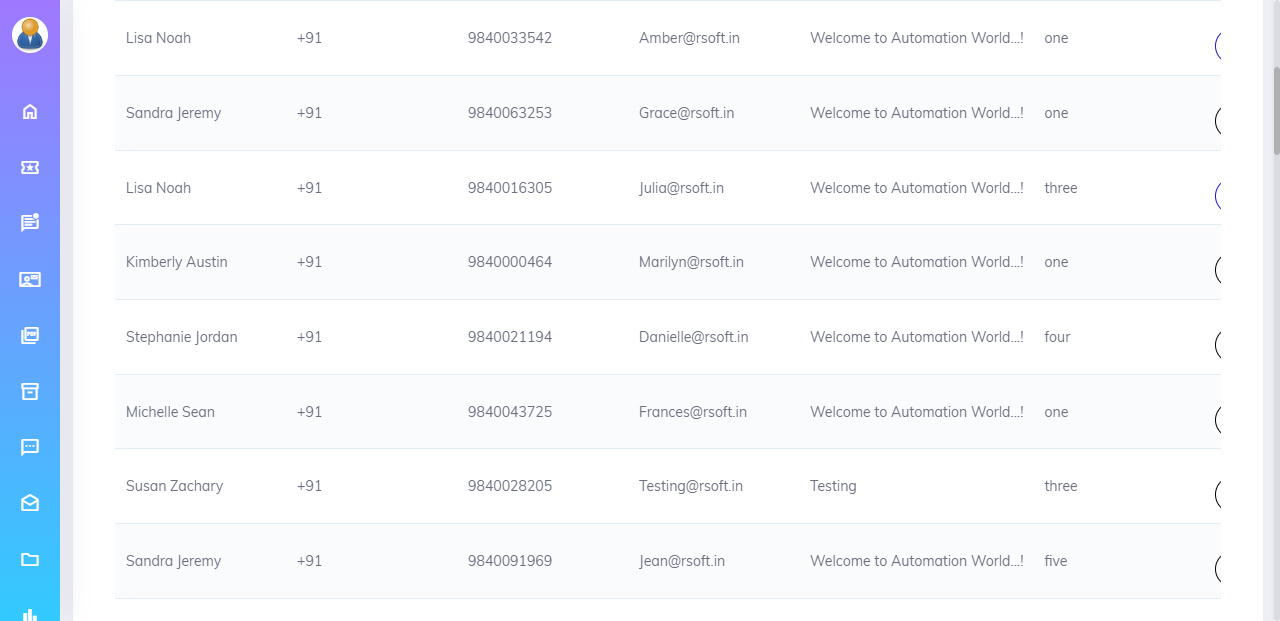 Lisa Noah +91 9840033542 Amber@rsoft.in Welcome to Automation World...! one
Sandra Jeremy +91 9840063253 Grace@rsoft.in Welcome to Automation World...! one
Lisa Noah +91 9840016305 Julia@rsoft.in Welcome to Automation World...! three
Kimberly Austin +91 9840000464 Marilyn@rsoft.in Welcome to Automation World...! one
Stephanie Jordan +91 9840021194 Danielle@rsoft.in Welcome to Automation World...! four
Michelle Sean +91 9840043725 Frances@rsoft.in Welcome to Automation World...! one
Susan Zachary +91 9840028205 Testing@rsoft.in Testing three
Sandra Jeremy +91 9840091969 Jean@rsoft.in Welcome to Automation World...! five